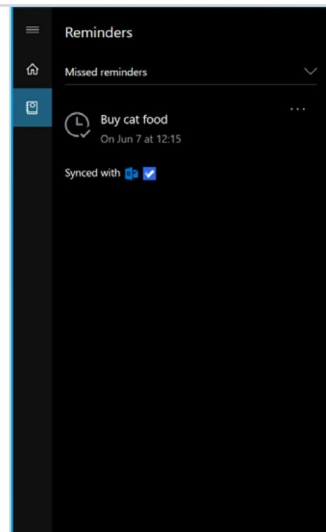 Reminders
Missed reminders
Buy cat food
On Jun 7 at 12:15
Synced with